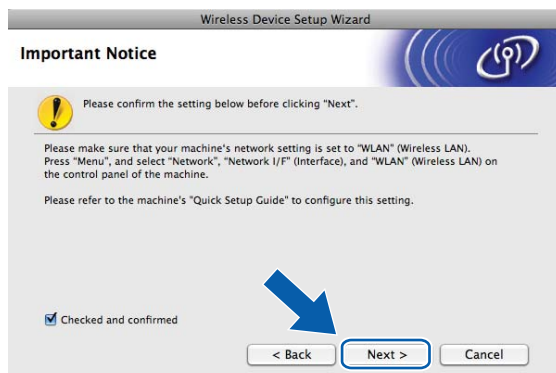 Wireless Device Setup Wizard
Important Notice
Please confirm the setting below before clicking "Next".
Please make sure that your machine's network setting is set to "WLAN" (Wireless LAN).
Press "Menu", and select "Network", "Network I/F" (Interface), and "WLAN" (Wireless LAN) on
the control panel of the machine.
Please refer to the machine's "Quick Setup Guide" to configure this setting.
Checked and confirmed
< Back
Next >
Cancel